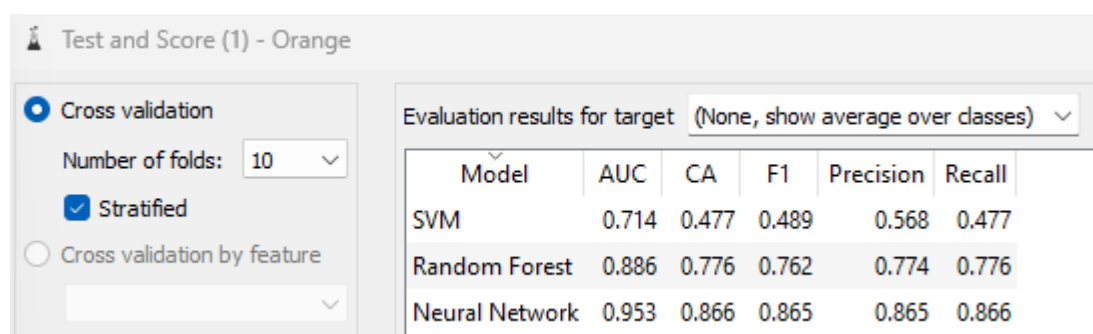 Test and Score (1) - Orange
Cross validation
Number of folds: 10
Stratified
Cross validation by feature
Evaluation results for target (None, show average over classes)
Model AUC CA F1 Precision Recall
SVM 0.714 0.477 0.489 0.568 0.477
Random Forest 0.886 0.776 0.762 0.774 0.776
Neural Network 0.953 0.866 0.865 0.865 0.866